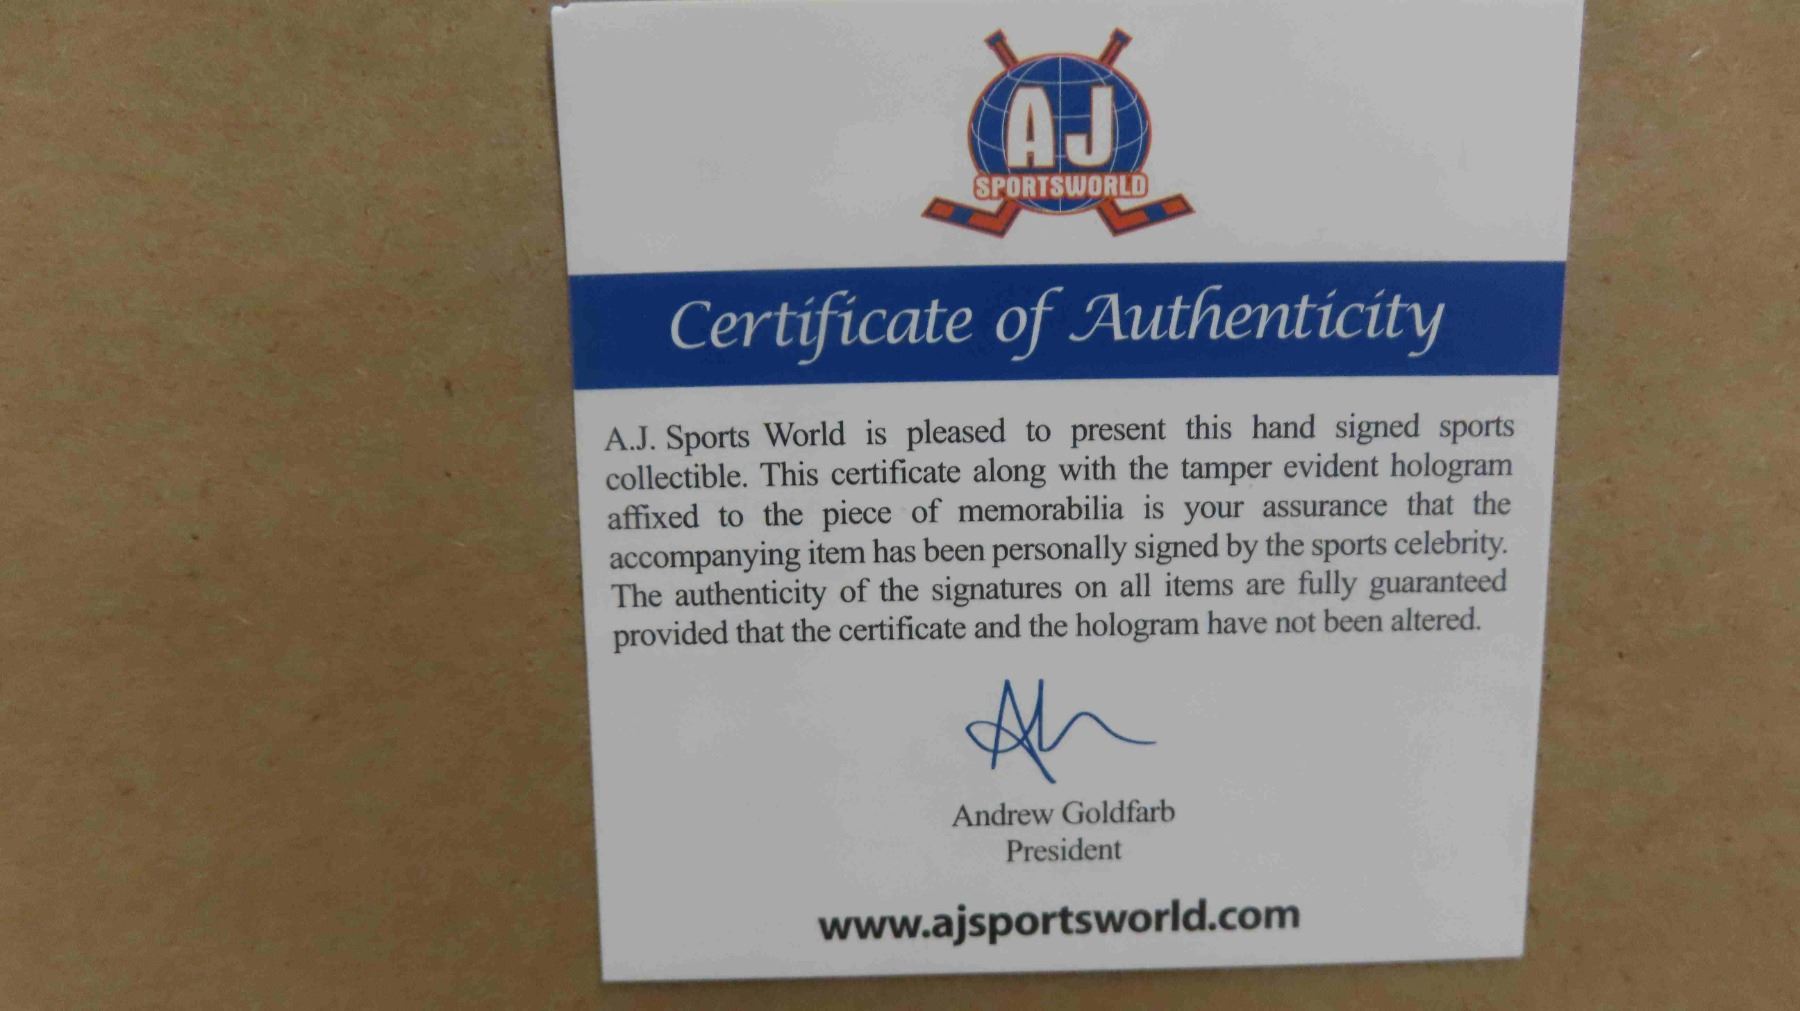 AJ
SPORTSWORLD
Certificate of Authenticity
A.J. Sports World is pleased to present this hand signed sports
collectible. This certificate along with the tamper evident hologram
affixed to the piece of memorabilia is your assurance that the
accompanying item has been personally signed by the sports celebrity.
The authenticity of the signatures on all items are fully guaranteed
provided that the certificate and the hologram have not been altered.
Andrew Goldfarb
President
www.ajsportsworld.com